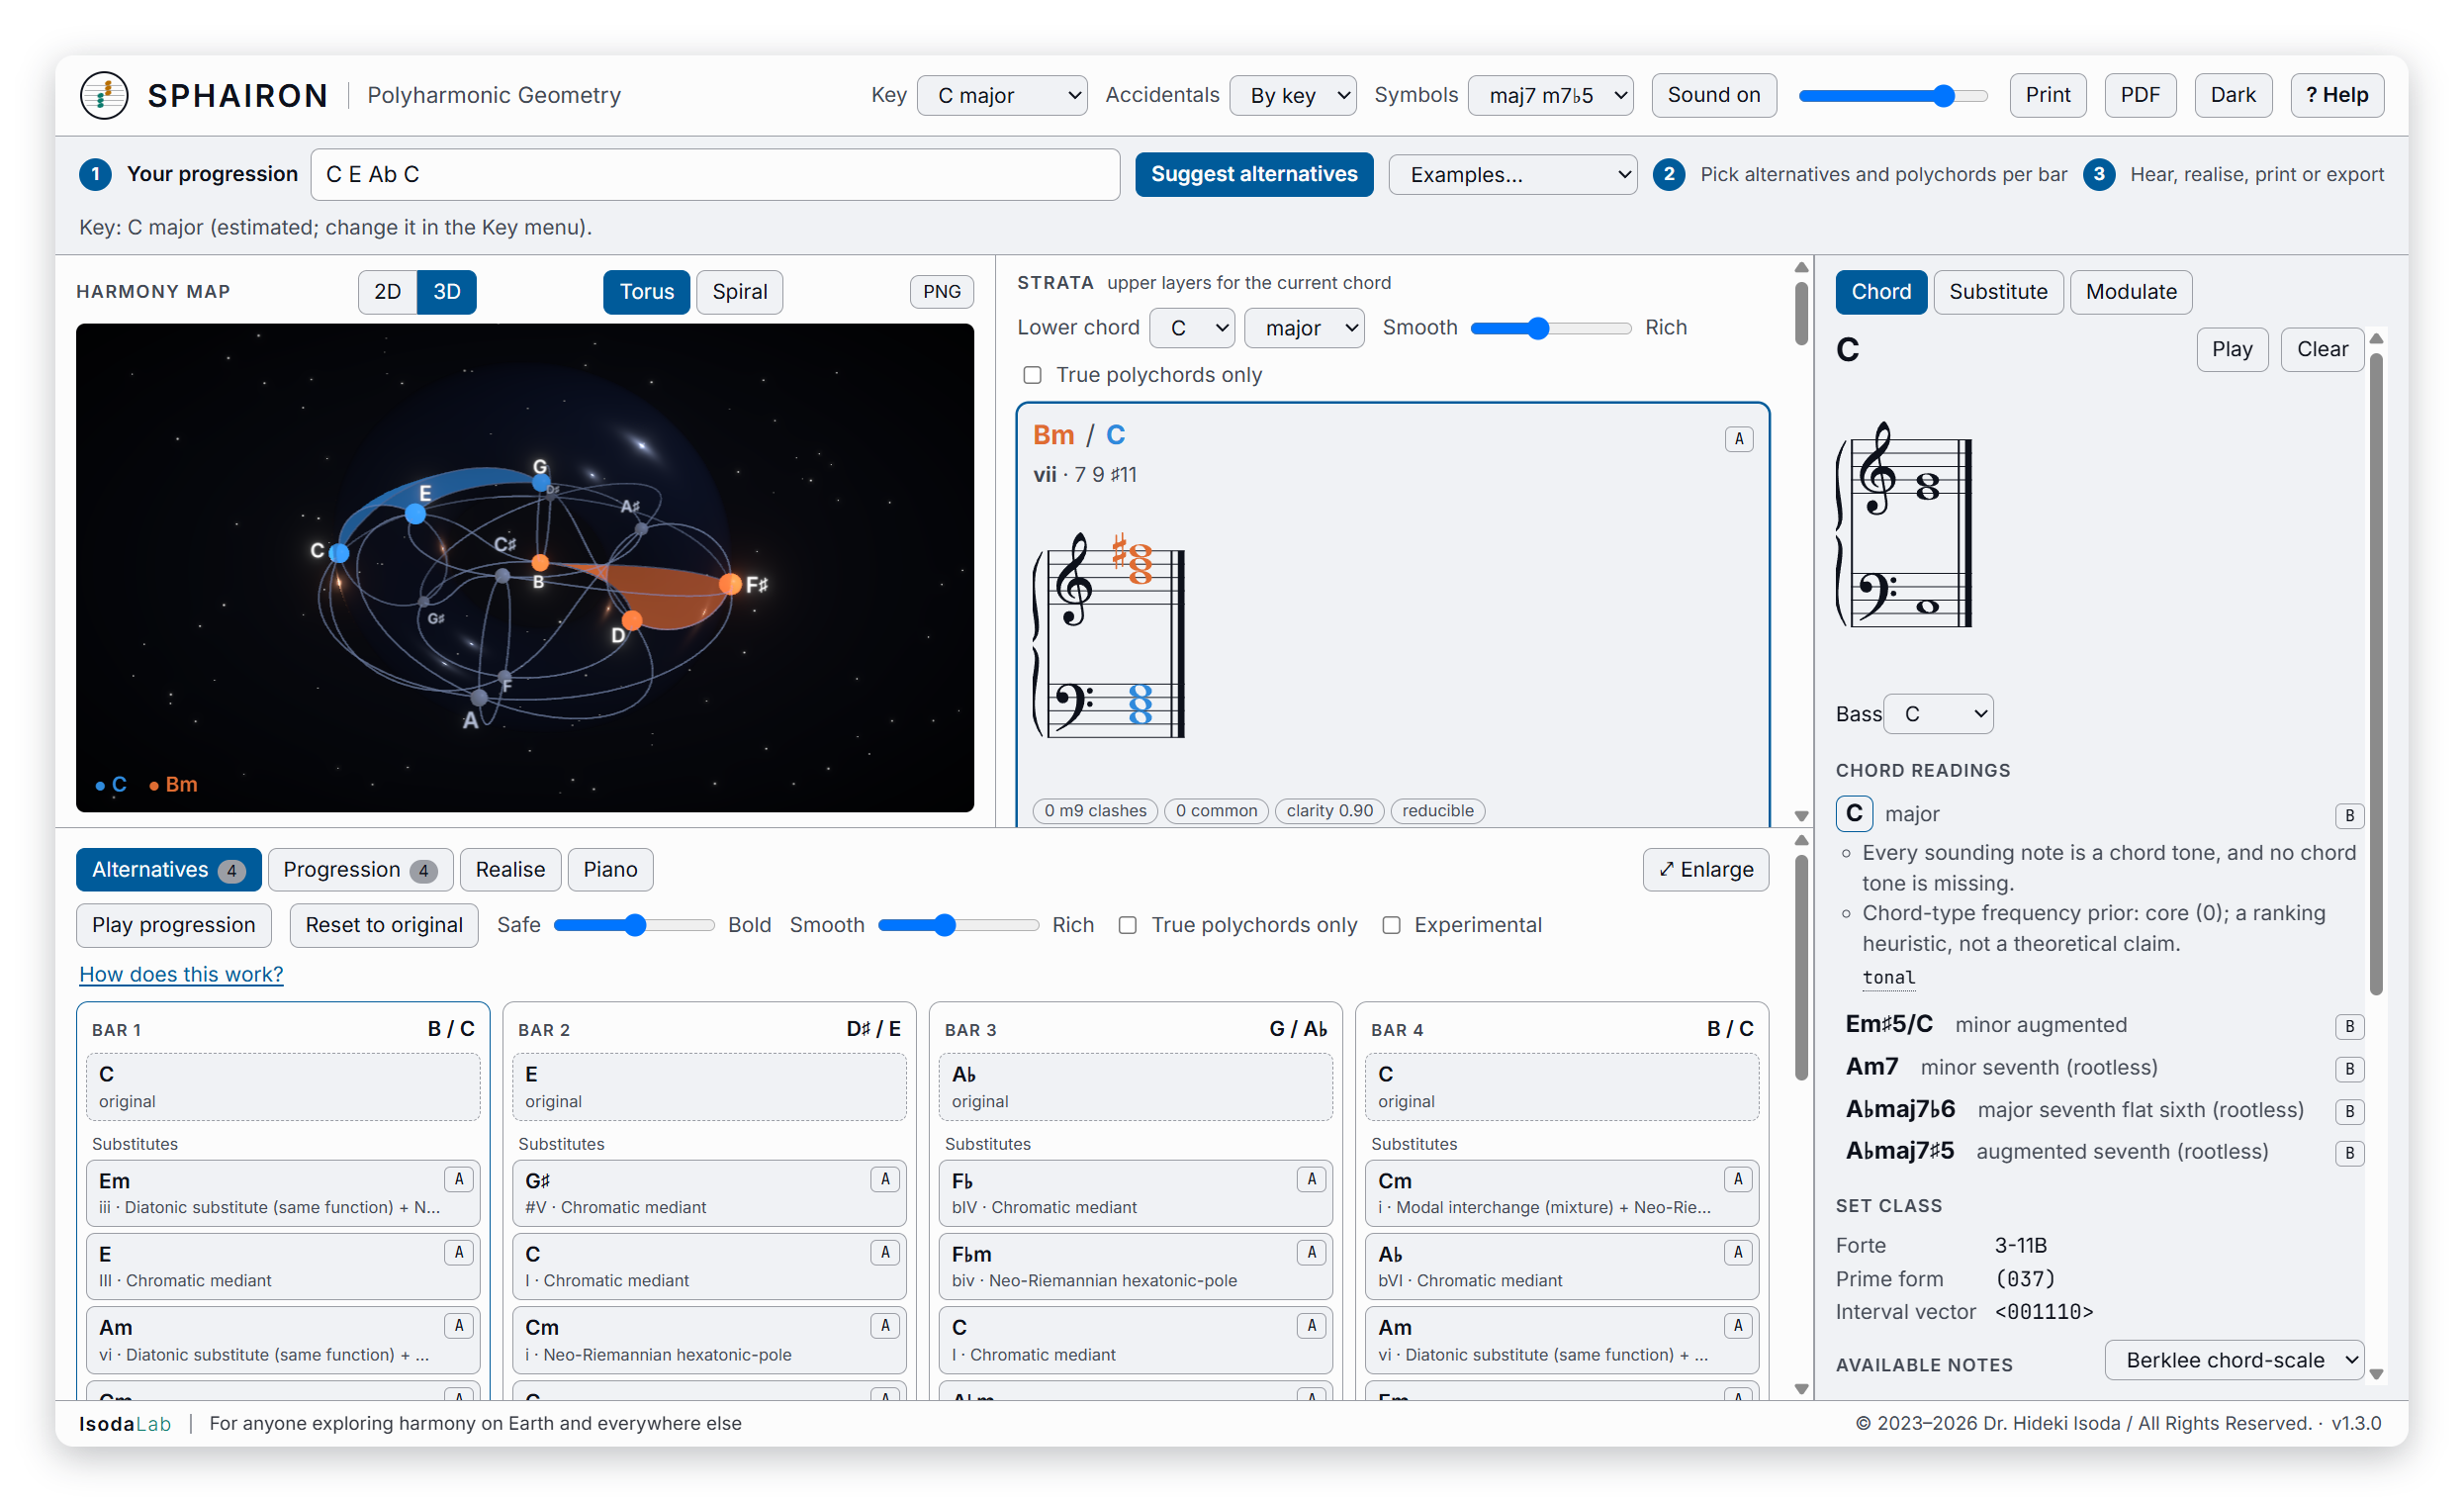 SPHAIRON | Polyharmonic Geometry
Key C major Accidentals By key Symbols maj7 m7♭5 Sound on Print PDF Dark ? Help
1 Your progression C E Ab C Suggest alternatives Examples... 2 Pick alternatives and polychords per bar 3 Hear, realise, print or export
Key: C major (estimated; change it in the Key menu).
HARMONY MAP 2D 3D Torus Spiral PNG
G
D♯
E
A♯
C♯
C
B
F♯
G♯
D
F
A
C Bm
STRATA upper layers for the current chord
Lower chord C major Smooth Rich
True polychords only
Bm / C A
vii · 7 9 ♯11
0 m9 clashes 0 common clarity 0.90 reducible
Alternatives 4 Progression 4 Realise Piano Enlarge
Play progression Reset to original Safe Bold Smooth Rich True polychords only Experimental
How does this work?
BAR 1 B / C
C
original
Substitutes
Em A
iii · Diatonic substitute (same function) + N...
E A
III · Chromatic mediant
Am A
vi · Diatonic substitute (same function) + ...
BAR 2 D♯ / E
E
original
Substitutes
G♯ A
#V · Chromatic mediant
C A
I · Chromatic mediant
Cm A
i · Neo-Riemannian hexatonic-pole
BAR 3 G / A♭
A♭
original
Substitutes
F♭ A
bIV · Chromatic mediant
F♭m A
biv · Neo-Riemannian hexatonic-pole
C A
I · Chromatic mediant
BAR 4 B / C
C
original
Substitutes
Cm A
i · Modal interchange (mixture) + Neo-Rie...
A♭ A
bVI · Chromatic mediant
Am A
vi · Diatonic substitute (same function) + ...
Chord Substitute Modulate
C Play Clear
Bass C
CHORD READINGS
C major B
Every sounding note is a chord tone, and no chord
tone is missing.
Chord-type frequency prior: core (0); a ranking
heuristic, not a theoretical claim.
tonal
Em♯5/C minor augmented B
Am7 minor seventh (rootless) B
A♭maj7♭6 major seventh flat sixth (rootless) B
A♭maj7♯5 augmented seventh (rootless) B
SET CLASS
Forte 3-11B
Prime form (037)
Interval vector <001110>
AVAILABLE NOTES Berklee chord-scale
IsodaLab | For anyone exploring harmony on Earth and everywhere else
© 2023–2026 Dr. Hideki Isoda / All Rights Reserved. · v1.3.0